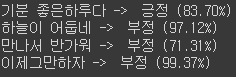 기분 좋은하루다 -> 긍정 (83.70%)
하늘이 어둡네 -> 부정 (97.12%)
만나서 반가워 -> 부정 (71.31%)
이제그만하자 -> 부정 (99.37%)